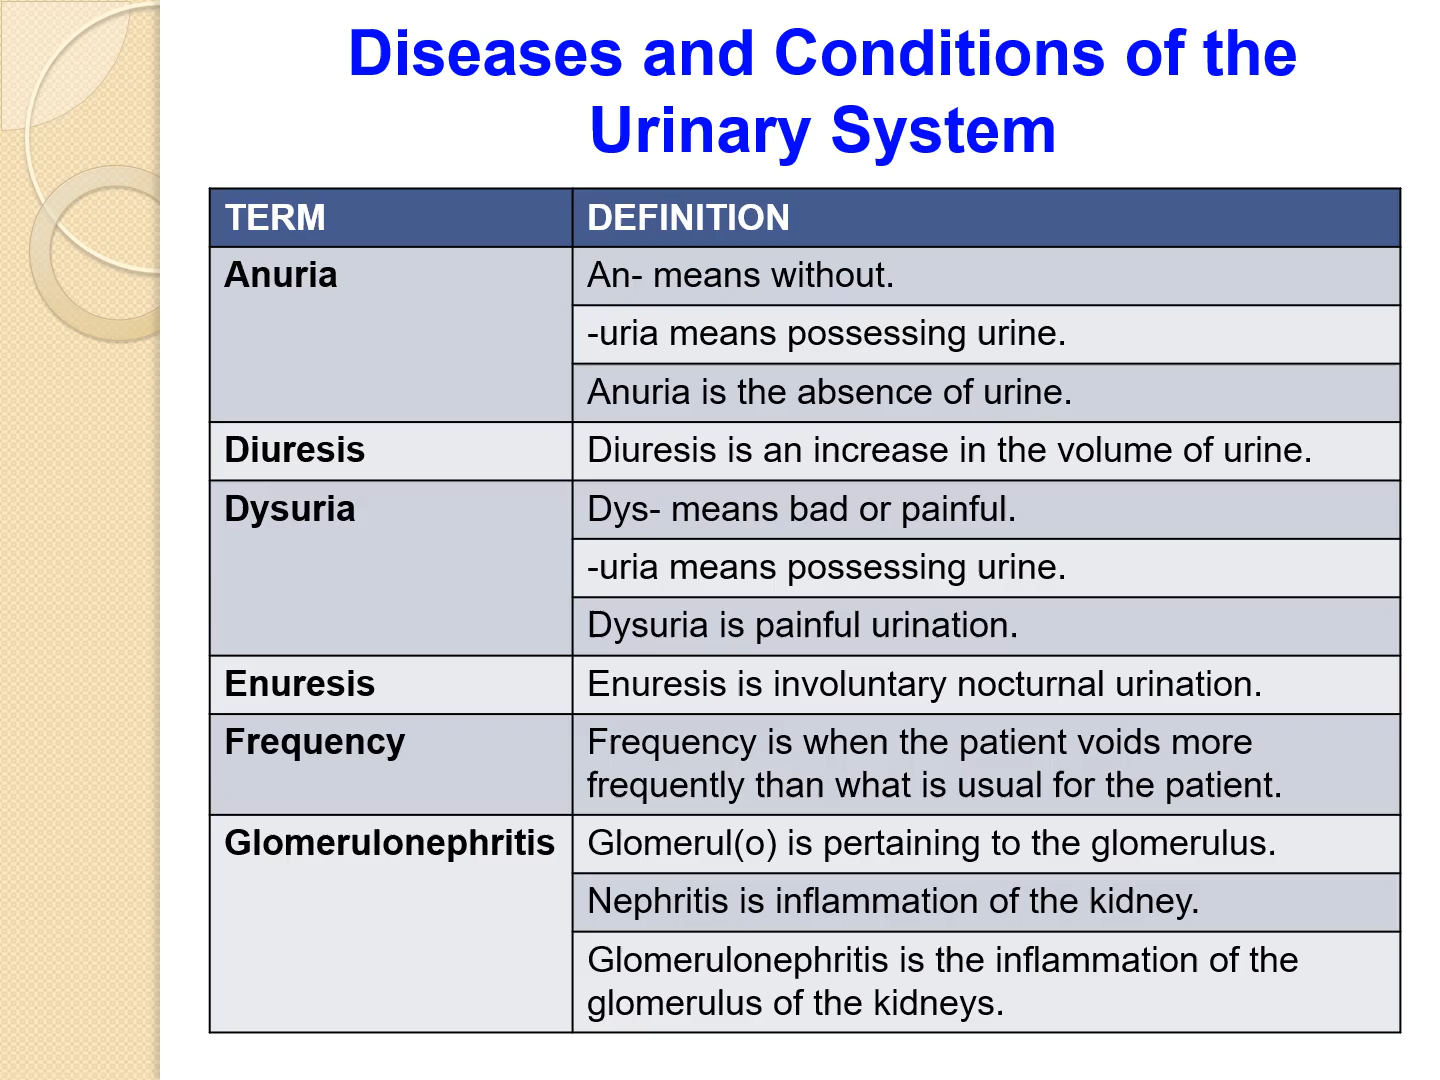 Diseases and Conditions of the
Urinary System
TERM
DEFINITION
Anuria
An- means without.
-uria means possessing urine.
Anuria is the absence of urine.
Diuresis
Diuresis is an increase in the volume of urine.
Dysuria
Dys- means bad or painful.
-uria means possessing urine.
Dysuria is painful urination.
Enuresis
Enuresis is involuntary nocturnal urination.
Frequency
Frequency is when the patient voids more
frequently than what is usual for the patient.
Glomerulonephritis
Glomerul(o) is pertaining to the glomerulus.
Nephritis is inflammation of the kidney.
Glomerulonephritis is the inflammation of the
glomerulus of the kidneys.